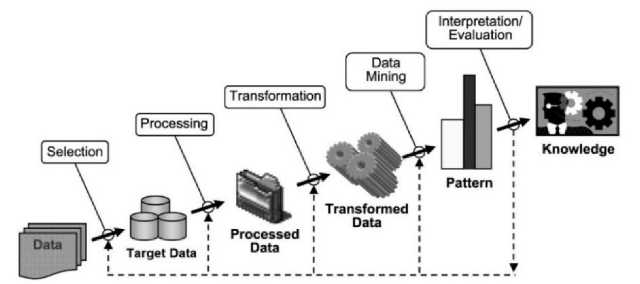 Interpretation/
Evaluation
Data
Mining
Transformation
Processing
Selection
Knowledge
Pattern
Transformed
Data
Processed
Data
Target Data
Data